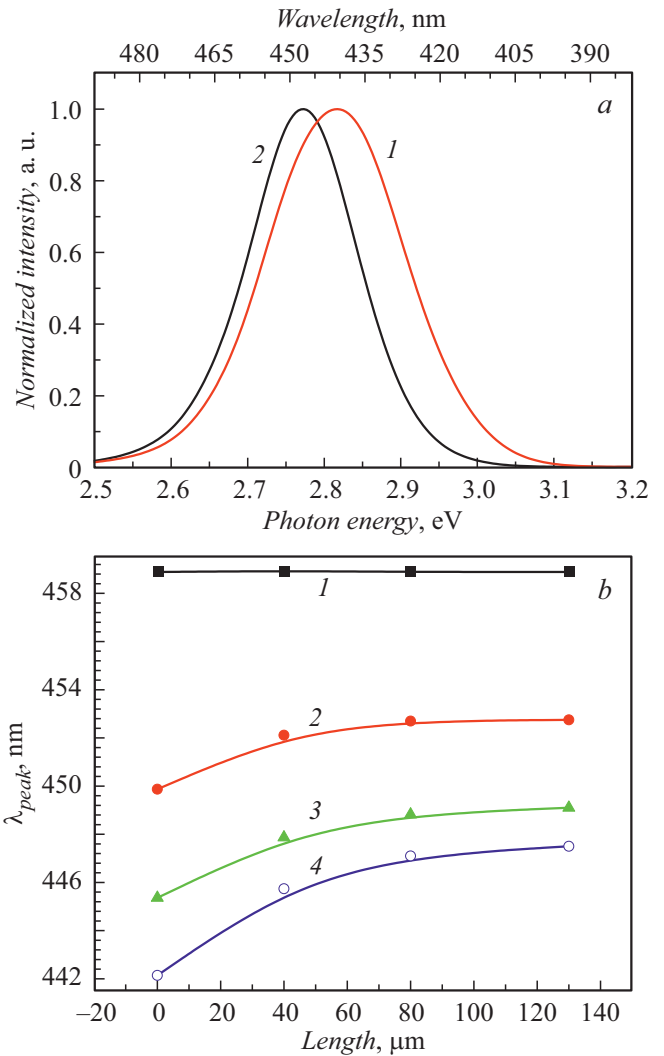 Wavelength, nm
480 465 450 435 420 405 390
a
1.0
2 1
0.8
0.6
0.4
0.2
0
Normalized intensity, a. u.
2.5 2.6 2.7 2.8 2.9 3.0 3.1 3.2
Photon energy, eV
458
1 b
454
2
450
3
446
4
442
λpeak, nm
–20 0 20 40 60 80 100 120 140
Length, μm